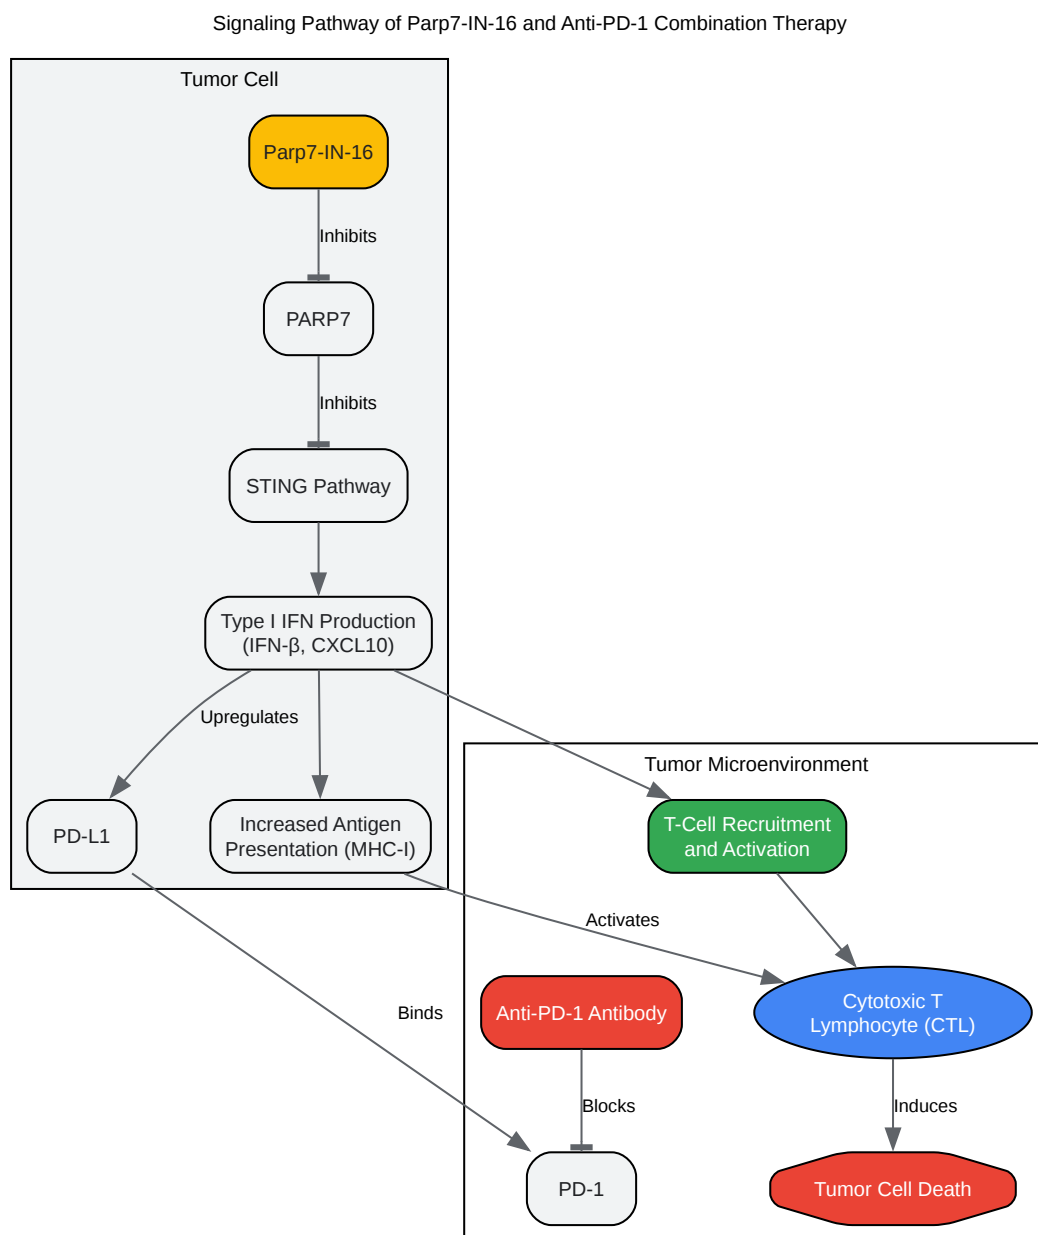 Signaling Pathway of Parp7-IN-16 and Anti-PD-1 Combination Therapy
Tumor Cell
Parp7-IN-16
Inhibits
PARP7
Inhibits
STING Pathway
Type I IFN Production
(IFN-β, CXCL10)
Upregulates
Tumor Microenvironment
PD-L1
Increased Antigen
Presentation (MHC-I)
T-Cell Recruitment
and Activation
Activates
Binds
Anti-PD-1 Antibody
Cytotoxic T
Lymphocyte (CTL)
Blocks
Induces
PD-1
Tumor Cell Death